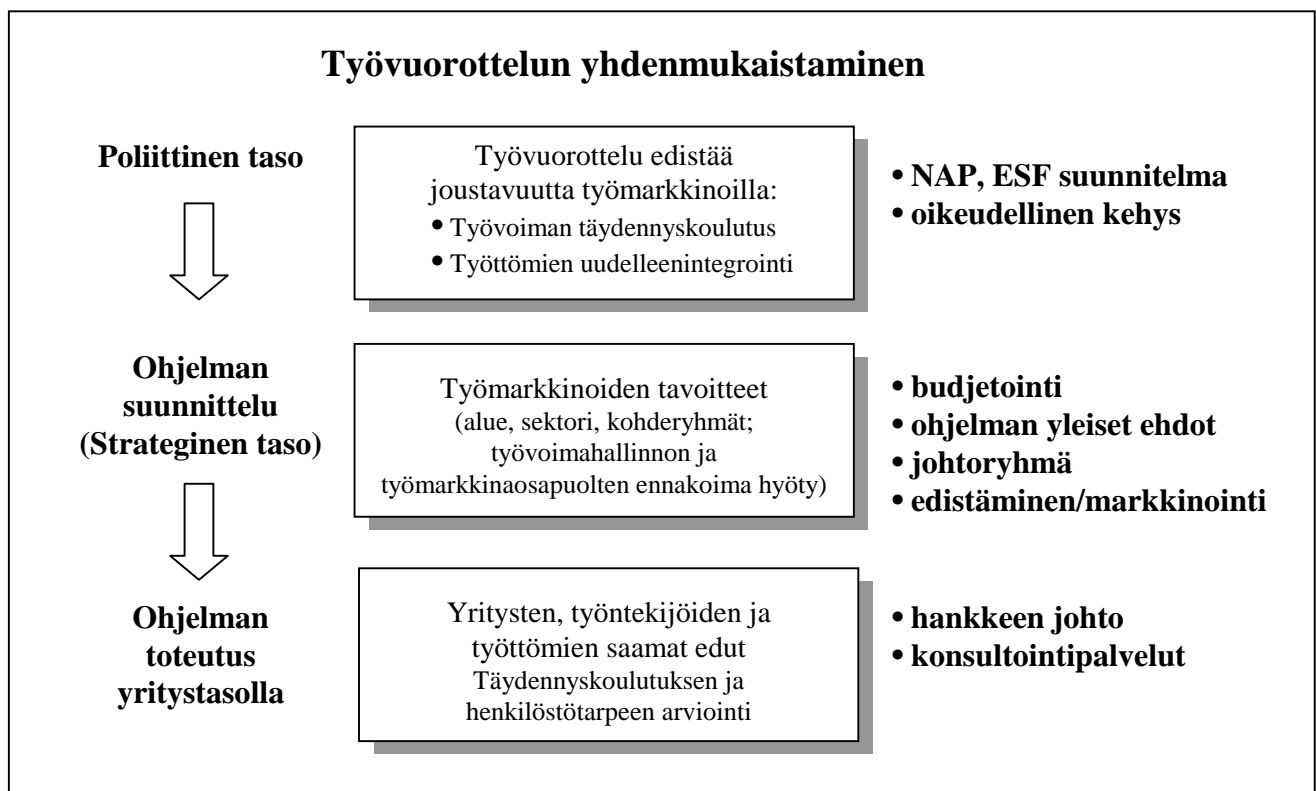 Työvuorottelun yhdenmukaistaminen
Poliittinen taso
Työvuorottelu edistää
joustavuutta työmarkkinoilla:
• Työvoiman täydennyskoulutus
• Työttömien uudelleenintegrointi
• NAP, ESF suunnitelma
• oikeudellinen kehys
Ohjelman
suunnittelu
(Strateginen taso)
Työmarkkinoiden tavoitteet
(alue, sektori, kohderyhmät;
työvoimahallinnon ja
työmarkkinaosapuolten ennakoima hyöty)
• budjetointi
• ohjelman yleiset ehdot
• johtoryhmä
• edistäminen/markkinointi
Ohjelman
toteutus
yritystasolla
Yritysten, työntekijöiden ja
työttömien saamat edut
Täydennyskoulutuksen ja
henkilöstötarpeen arviointi
• hankkeen johto
• konsultointipalvelut